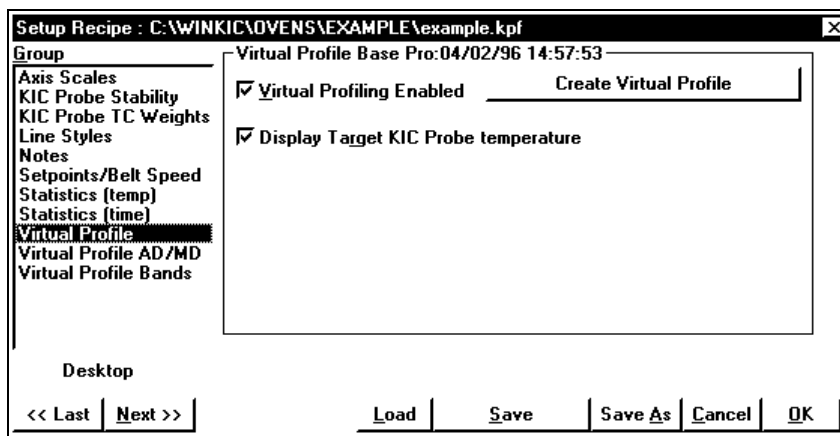 Setup Recipe : C:\WINKIC\OVENS\EXAMPLE\example.kpf
Group
Axis Scales
KIC Probe Stability
KIC Probe TC Weights
Line Styles
Notes
Setpoints/Belt Speed
Statistics (temp)
Statistics (time)
Virtual Profile
Virtual Profile AD/MD
Virtual Profile Bands
Desktop
Virtual Profile Base Pro:04/02/96 14:57:53
Virtual Profiling Enabled
Create Virtual Profile
Display Target KIC Probe temperature
<< Last Next >> Load Save Save As Cancel OK